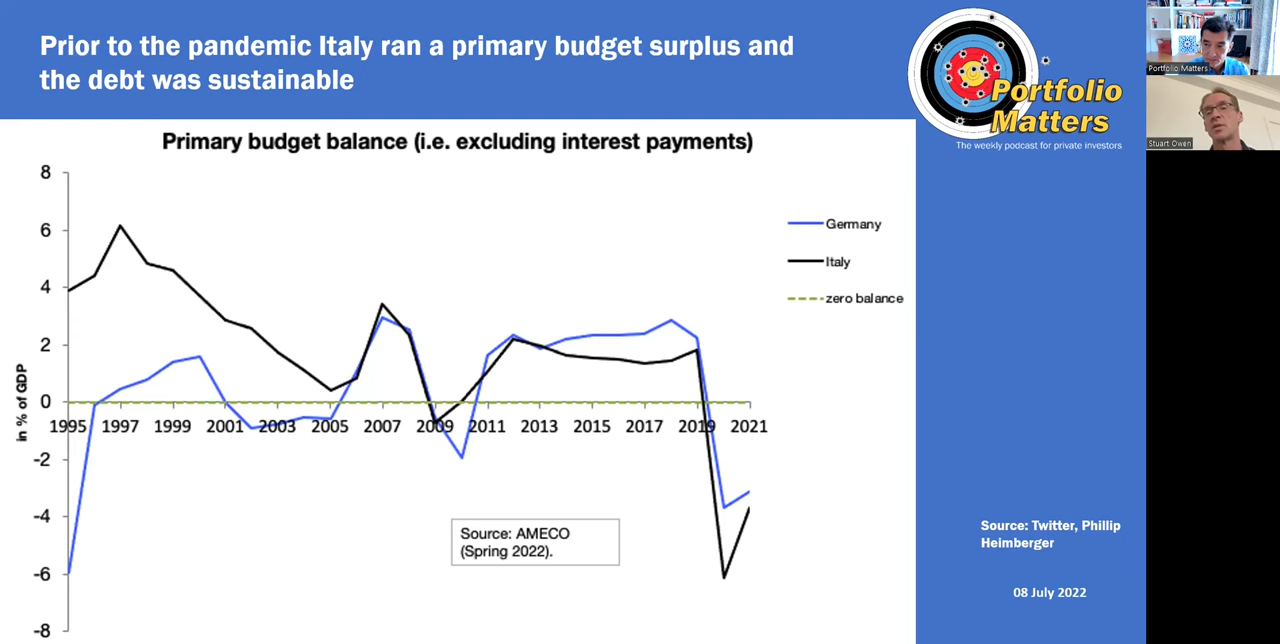 Prior to the pandemic Italy ran a primary budget surplus and
the debt was sustainable
Portfolio
Matters
The weekly podcast for private investors
Portfolio Matters
Stuart Owen
Primary budget balance (i.e. excluding interest payments)
in % of GDP
8
6
4
2
0
-2
-4
-6
-8
1995 1997 1999 2001 2003 2005 2007 2009 2011 2013 2015 2017 2019 2021
Germany
Italy
zero balance
Source: AMECO
(Spring 2022).
Source: Twitter, Phillip
Heimberger
08 July 2022